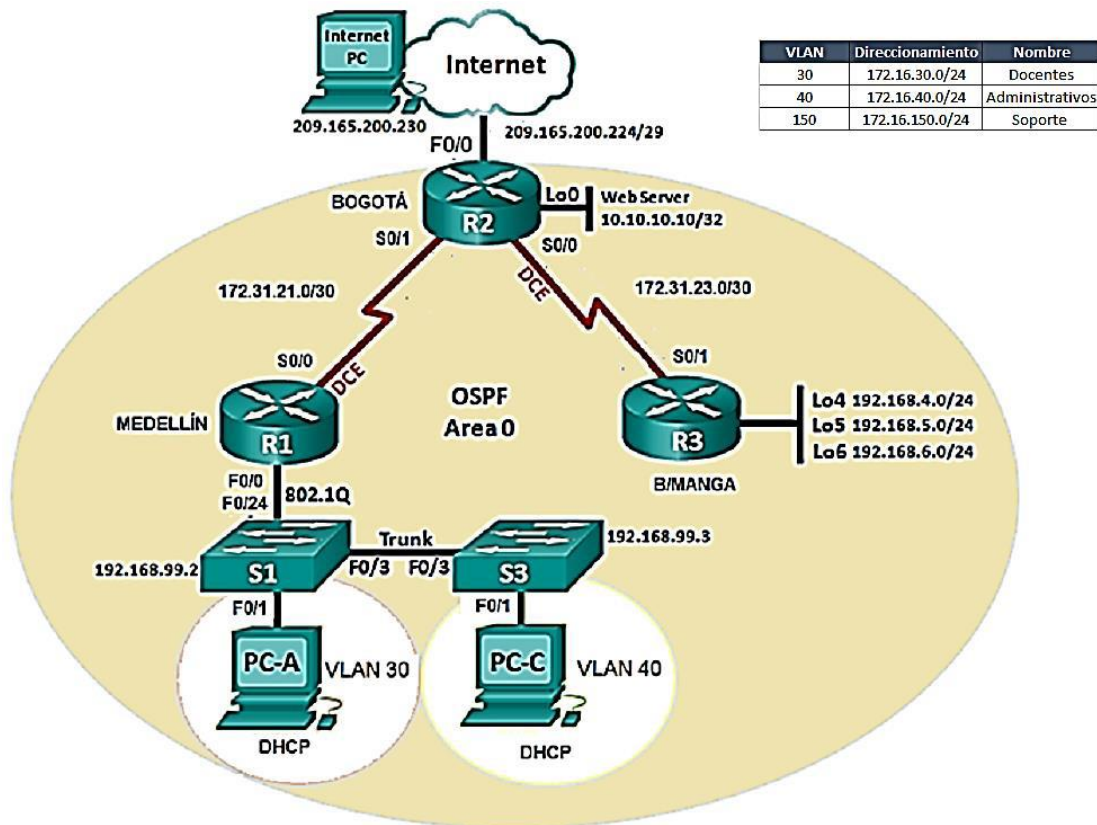 Internet
PC
Internet
209.165.200.230
209.165.200.224/29
F0/0
VLAN Direccionamiento Nombre
30 172.16.30.0/24 Docentes
40 172.16.40.0/24 Administrativos
150 172.16.150.0/24 Soporte
BOGOTÁ
R2
Lo0
Web Server
10.10.10.10/32
S0/1
S0/0
DCE
172.31.21.0/30
172.31.23.0/30
S0/0
DCE
S0/1
OSPF
Area 0
MEDELLÍN
R1
R3
B/MANGA
Lo4 192.168.4.0/24
Lo5 192.168.5.0/24
Lo6 192.168.6.0/24
F0/0
F0/24
802.1Q
Trunk
192.168.99.3
192.168.99.2
S1
F0/3
F0/3
S3
F0/1
F0/1
PC-A
VLAN 30
DHCP
PC-C
VLAN 40
DHCP